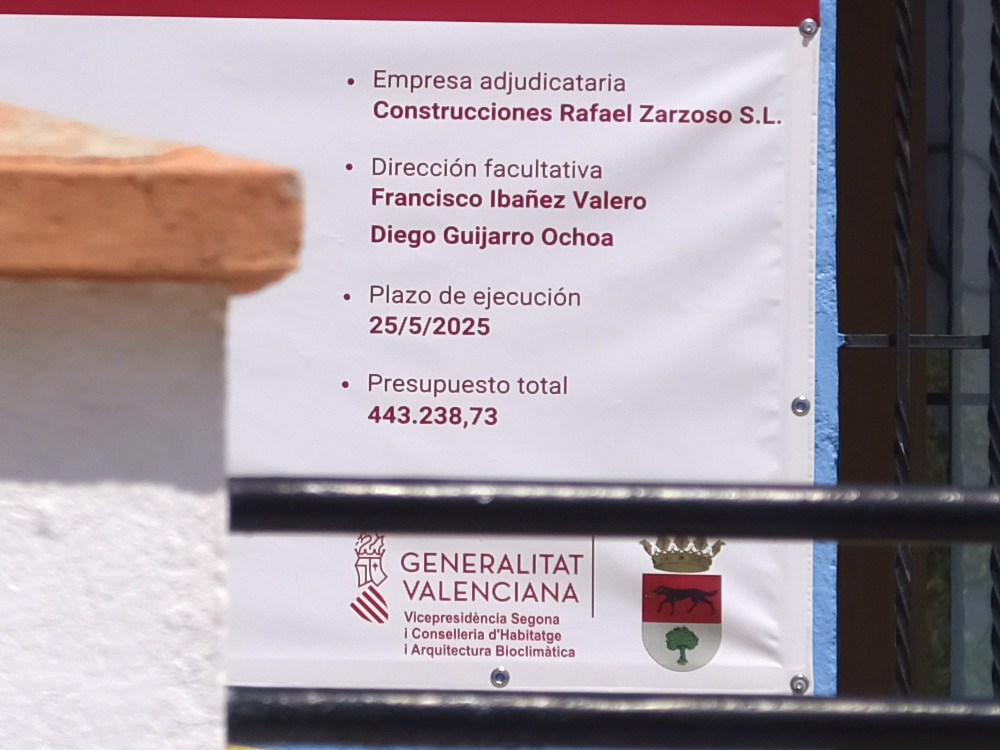 • Empresa adjudicataria
Construcciones Rafael Zarzoso S.L.
• Dirección facultativa
Francisco Ibañez Valero
Diego Guijarro Ochoa
• Plazo de ejecución
25/5/2025
• Presupuesto total
443.238,73
GENERALITAT
VALENCIANA
Vicepresidència Segona
i Conselleria d'Habitatge
i Arquitectura Bioclimàtica